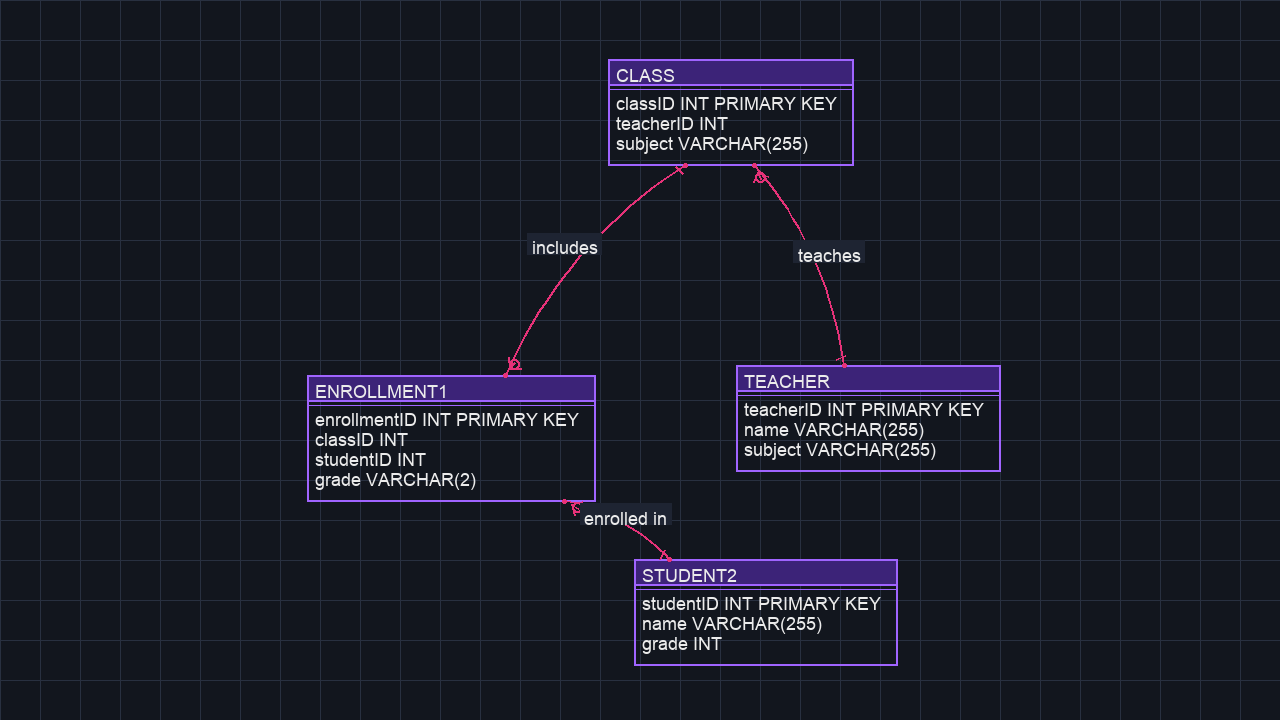 CLASS
classID INT PRIMARY KEY
teacherID INT
subject VARCHAR(255)
includes
teaches
ENROLLMENT1
enrollmentID INT PRIMARY KEY
classID INT
studentID INT
grade VARCHAR(2)
TEACHER
teacherID INT PRIMARY KEY
name VARCHAR(255)
subject VARCHAR(255)
enrolled in
STUDENT2
studentID INT PRIMARY KEY
name VARCHAR(255)
grade INT